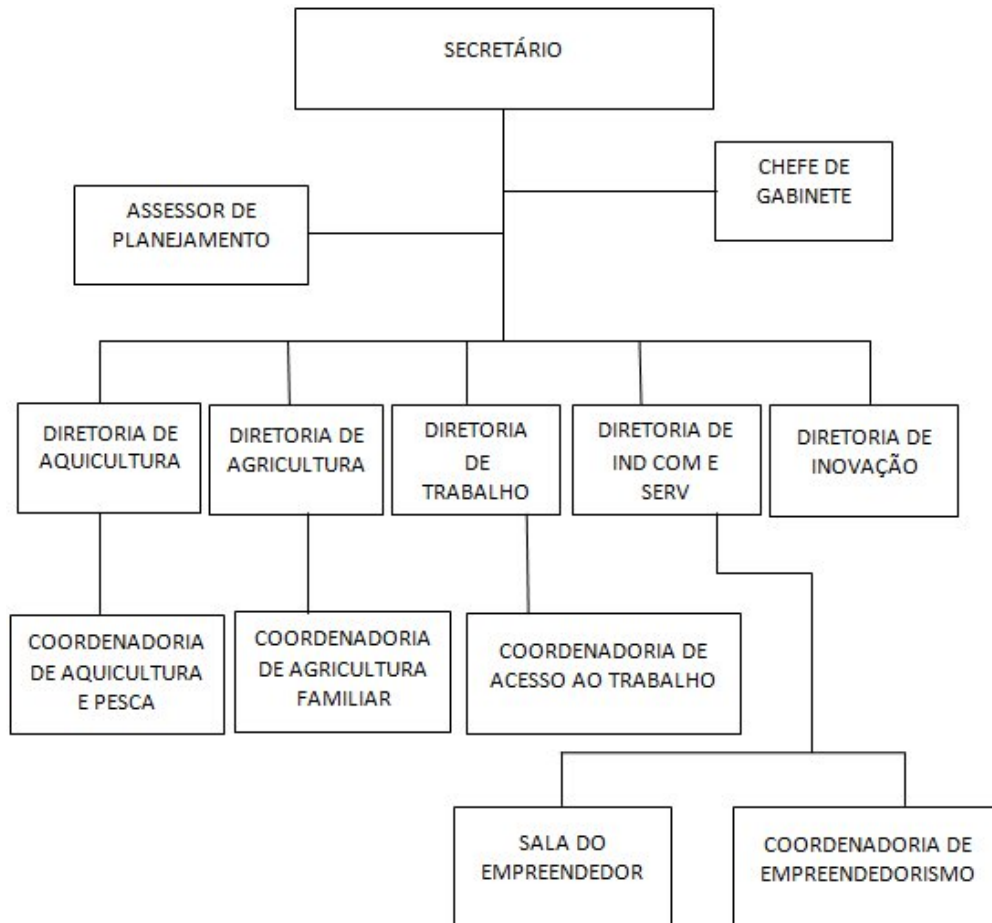 SECRETÁRIO
CHEFE DE
GABINETE
ASSESSOR DE
PLANEJAMENTO
DIRETORIA DE
AQUICULTURA
DIRETORIA DE
AGRICULTURA
DIRETORIA
DE
TRABALHO
DIRETORIA DE
IND COM E
SERV
DIRETORIA DE
INOVAÇÃO
COORDENADORIA
DE AQUICULTURA
E PESCA
COORDENADORIA
DE AGRICULTURA
FAMILIAR
COORDENADORIA DE
ACESSO AO TRABALHO
SALA DO
EMPREENDEDOR
COORDENADORIA DE
EMPREENDEDORISMO